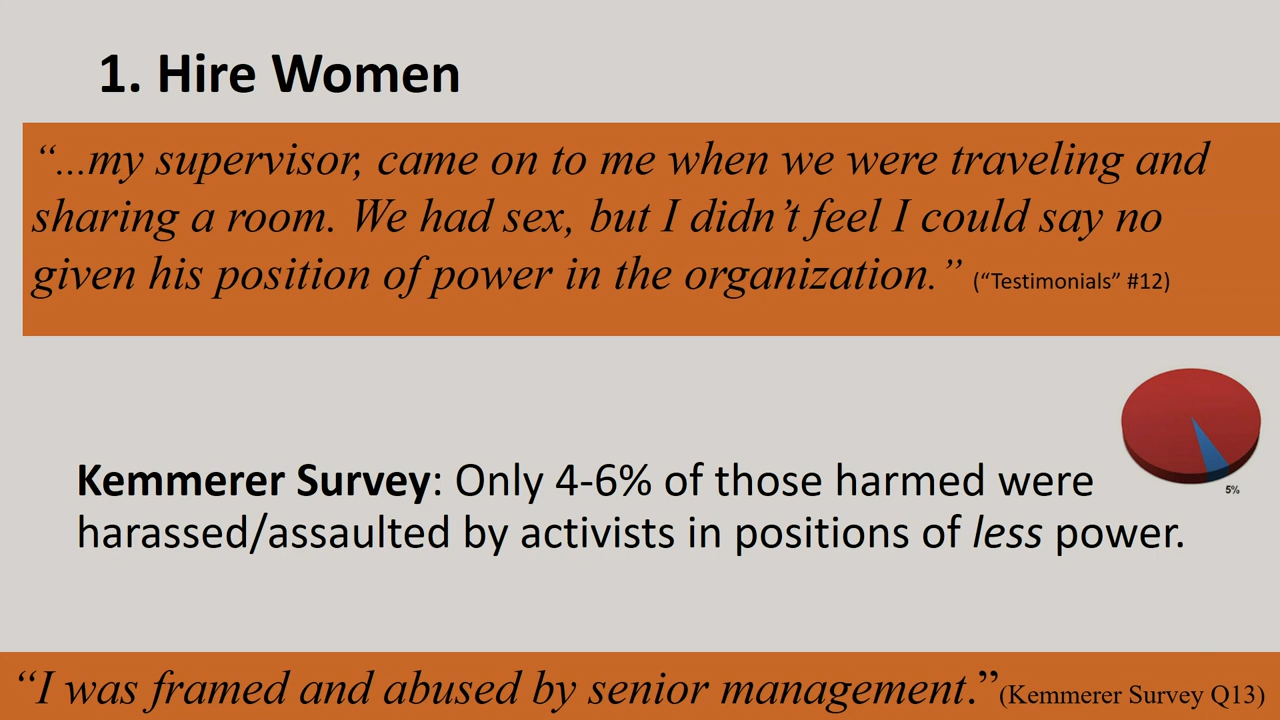 1. Hire Women
“...my supervisor, came on to me when we were traveling and
sharing a room. We had sex, but I didn’t feel I could say no
given his position of power in the organization.” (“Testimonials” #12)
5%
Kemmerer Survey: Only 4-6% of those harmed were
harassed/assaulted by activists in positions of less power.
“I was framed and abused by senior management.”(Kemmerer Survey Q13)